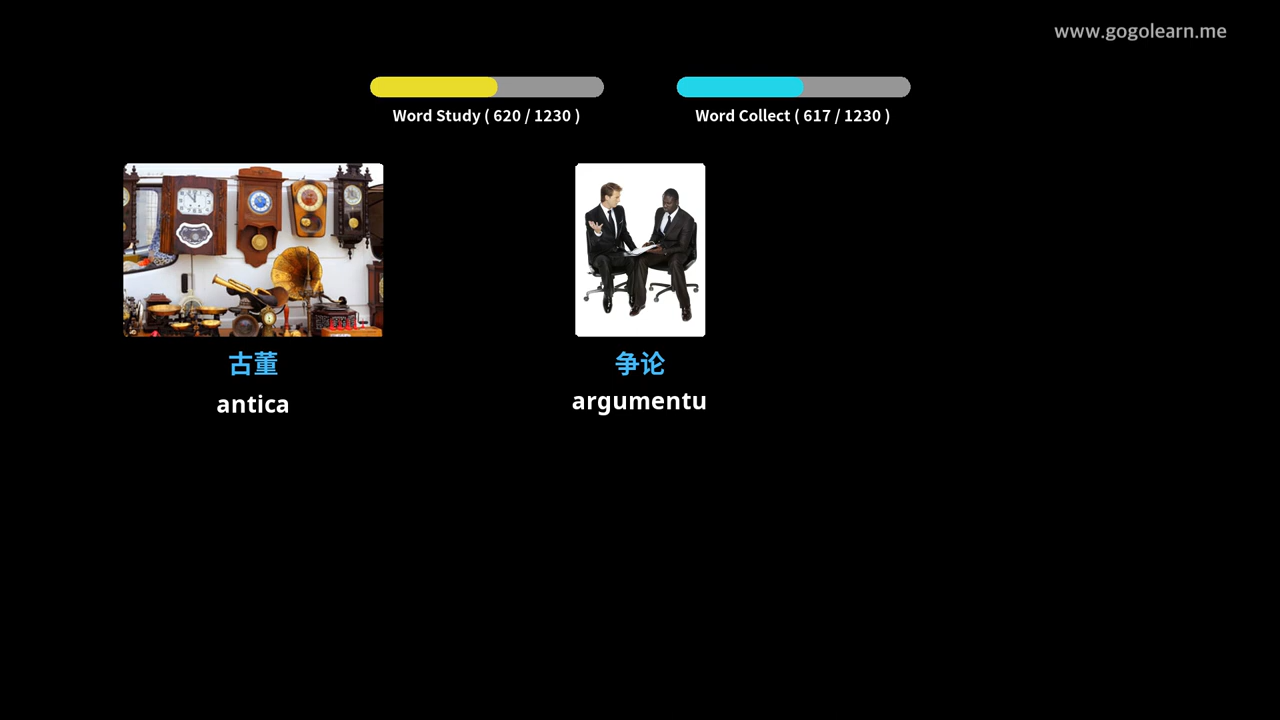 www.gogolearn.me
Word Study ( 620 / 1230 )
Word Collect ( 617 / 1230 )
古董
antica
争论
argumentu